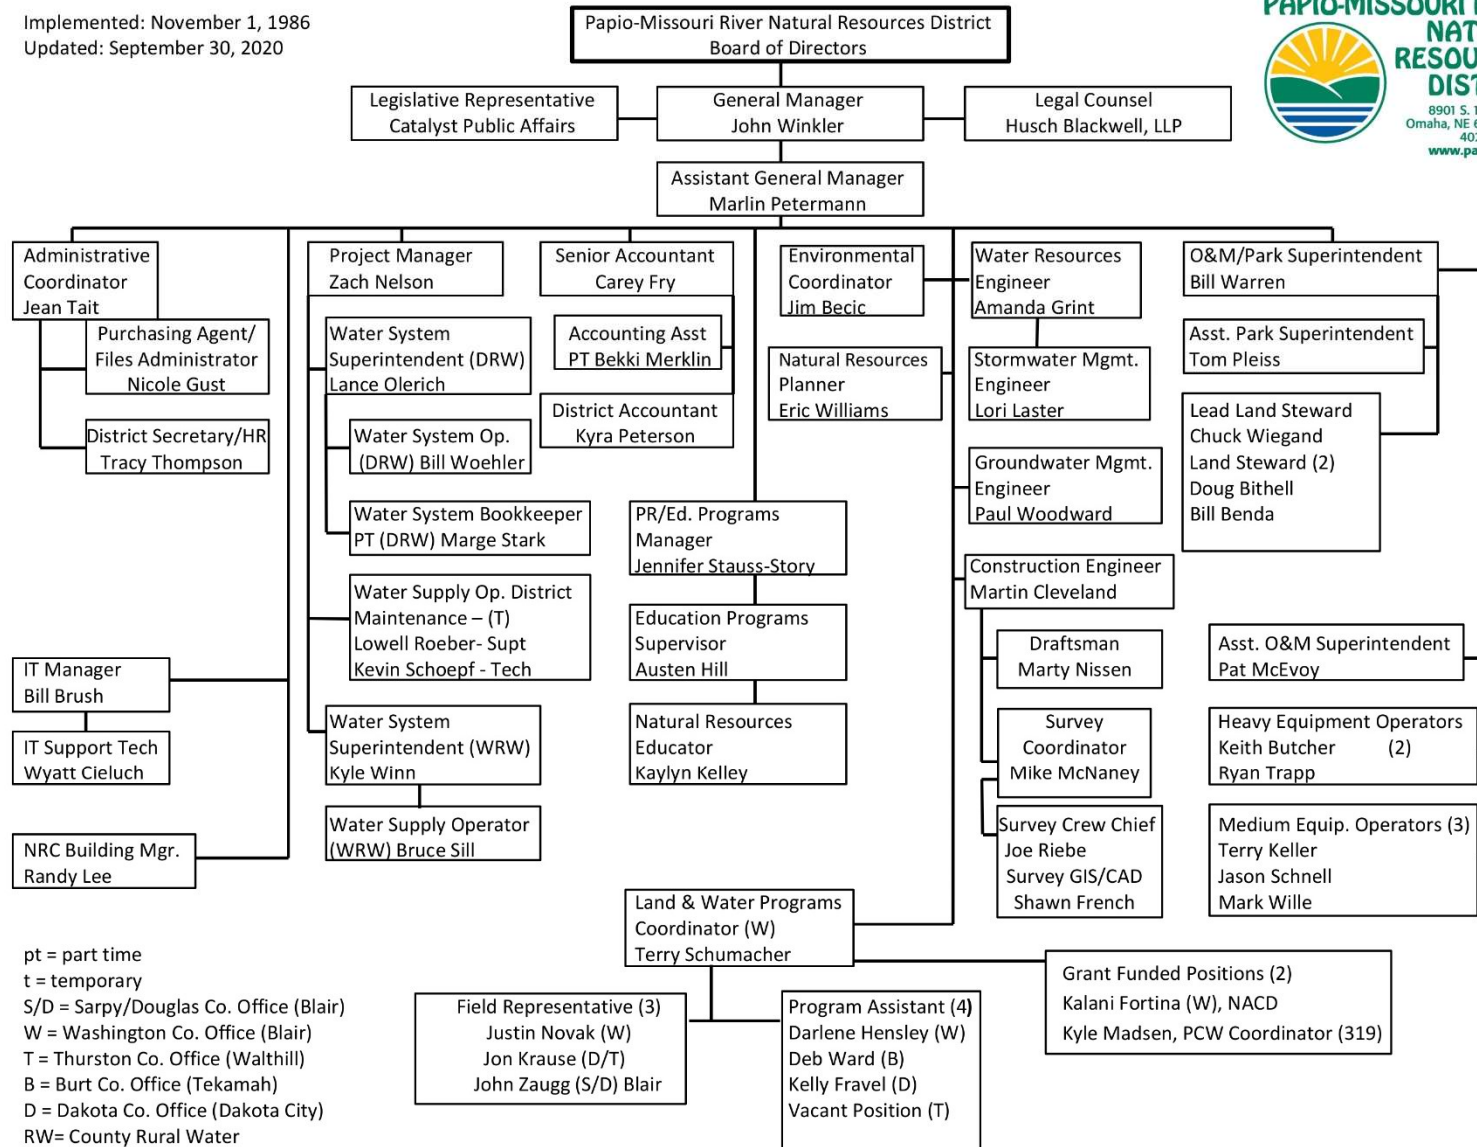 Implemented: November 1, 1986
Updated: September 30, 2020
Papio-Missouri River Natural Resources District
Board of Directors
8901 S. 1
Omaha, NE
www.pa
Legislative Representative
Catalyst Public Affairs
General Manager
John Winkler
Legal Counsel
Husch Blackwell, LLP
Assistant General Manager
Marlin Petermann
Administrative
Coordinator
Jean Tait
Purchasing Agent/
Files Administrator
Nicole Gust
District Secretary/HR
Tracy Thompson
IT Manager
Bill Brush
IT Support Tech
Wyatt Cieluch
NRC Building Mgr.
Randy Lee
Project Manager
Zach Nelson
Water System
Superintendent (DRW)
Lance Olerich
Water System Op.
(DRW) Bill Woehler
Water System Bookkeeper
PT (DRW) Marge Stark
Water Supply Op. District
Maintenance – (T)
Lowell Roeber- Supt
Kevin Schoepf - Tech
Water System
Superintendent (WRW)
Kyle Winn
Water Supply Operator
(WRW) Bruce Sill
Senior Accountant
Carey Fry
Accounting Asst
PT Bekki Merklin
District Accountant
Kyra Peterson
PR/Ed. Programs
Manager
Jennifer Stauss-Story
Education Programs
Supervisor
Austen Hill
Natural Resources
Educator
Kaylyn Kelley
Environmental
Coordinator
Jim Becic
Natural Resources
Planner
Eric Williams
Water Resources
Engineer
Amanda Grint
Stormwater Mgmt.
Engineer
Lori Laster
Groundwater Mgmt.
Engineer
Paul Woodward
Construction Engineer
Martin Cleveland
Draftsman
Marty Nissen
Survey
Coordinator
Mike McNaney
Survey Crew Chief
Joe Riebe
Survey GIS/CAD
Shawn French
O&M/Park Superintendent
Bill Warren
Asst. Park Superintendent
Tom Pleiss
Lead Land Steward
Chuck Wiegand
Land Steward (2)
Doug Bithell
Bill Benda
Asst. O&M Superintendent
Pat McEvoy
Heavy Equipment Operators
Keith Butcher (2)
Ryan Trapp
Medium Equip. Operators (3)
Terry Keller
Jason Schnell
Mark Wille
Land & Water Programs
Coordinator (W)
Terry Schumacher
Field Representative (3)
Justin Novak (W)
Jon Krause (D/T)
John Zaugg (S/D) Blair
Program Assistant (4)
Darlene Hensley (W)
Deb Ward (B)
Kelly Fravel (D)
Vacant Position (T)
Grant Funded Positions (2)
Kalani Fortina (W), NACD
Kyle Madsen, PCW Coordinator (319)
pt = part time
t = temporary
S/D = Sarpy/Douglas Co. Office (Blair)
W = Washington Co. Office (Blair)
T = Thurston Co. Office (Walthill)
B = Burt Co. Office (Tekamah)
D = Dakota Co. Office (Dakota City)
RW= County Rural Water